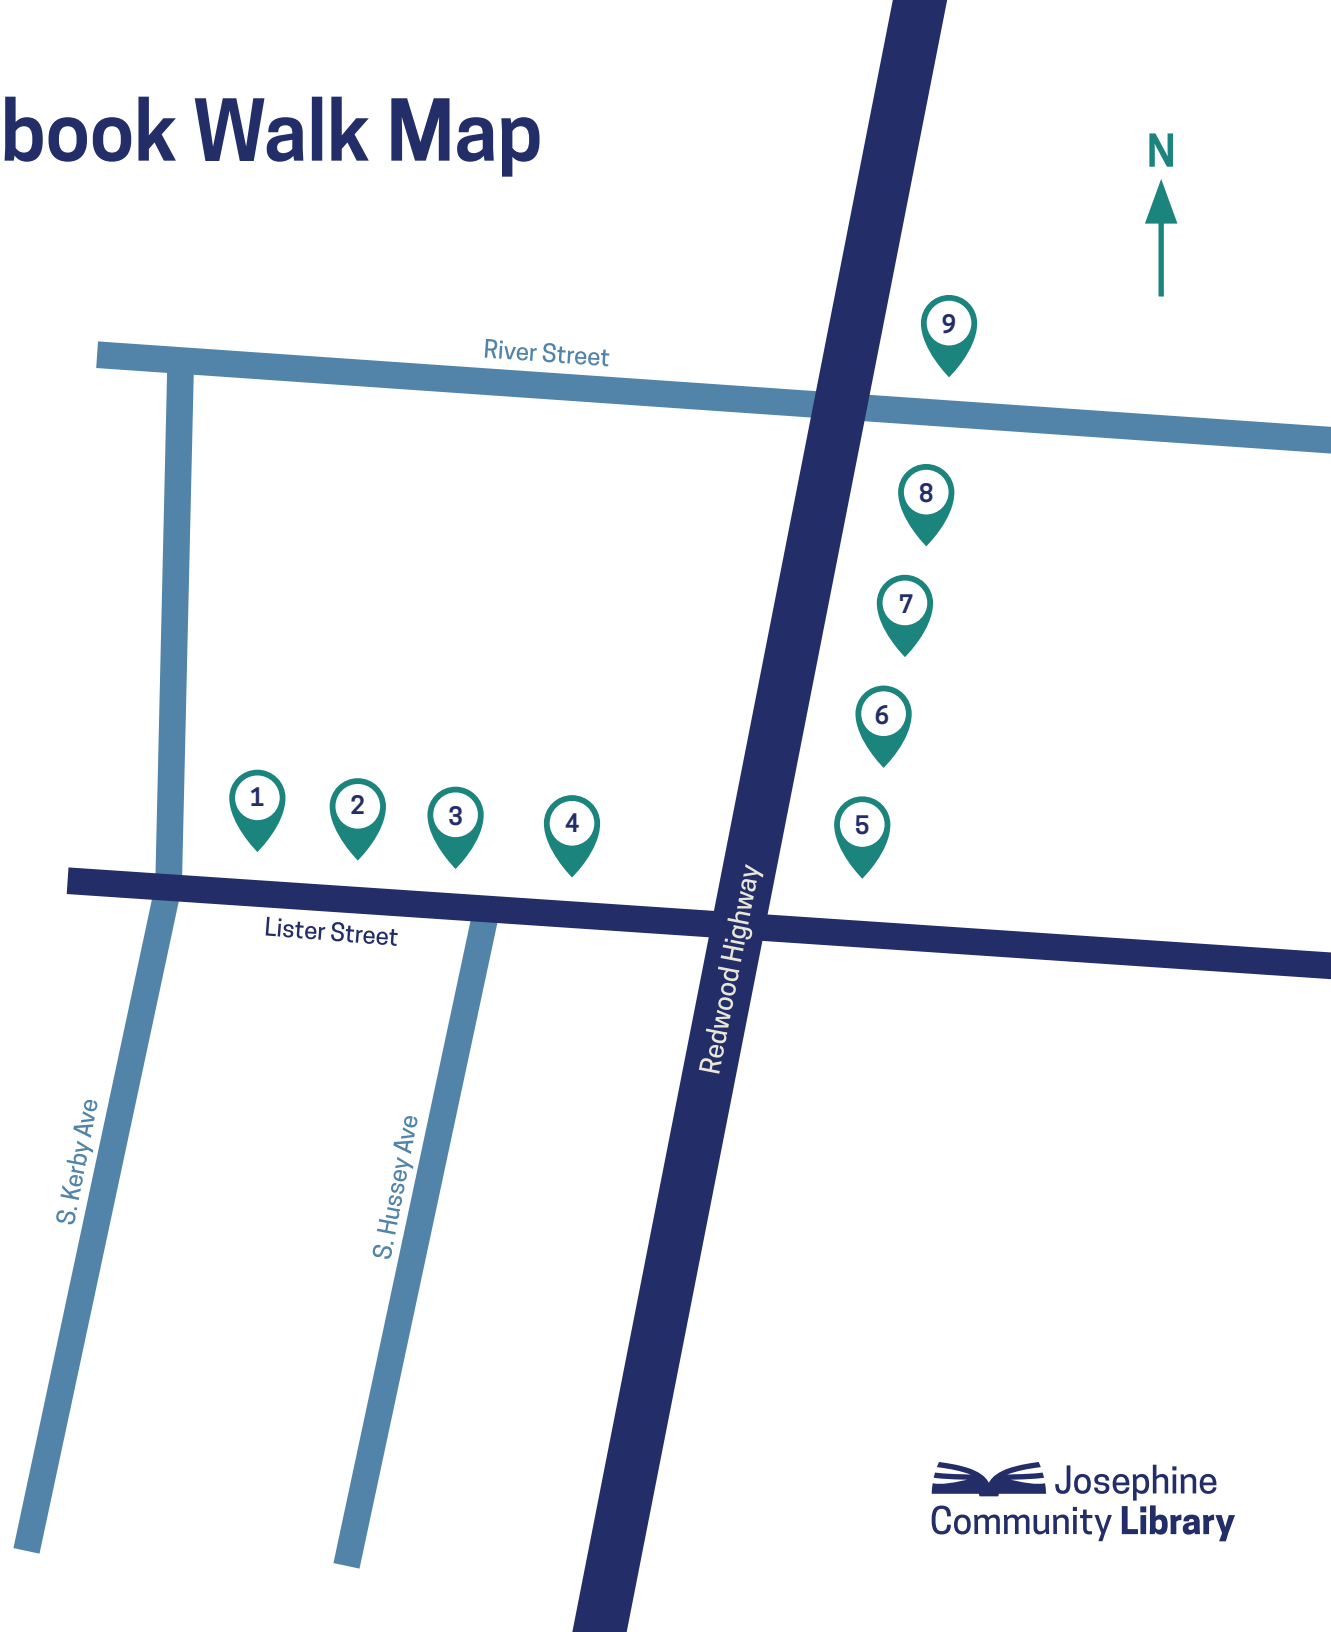 book Walk Map
N
9
River Street
8
7
6
1
2
3
4
5
Lister Street
Redwood Highway
S. Kerby Ave
S. Hussey Ave
Josephine
Community Library